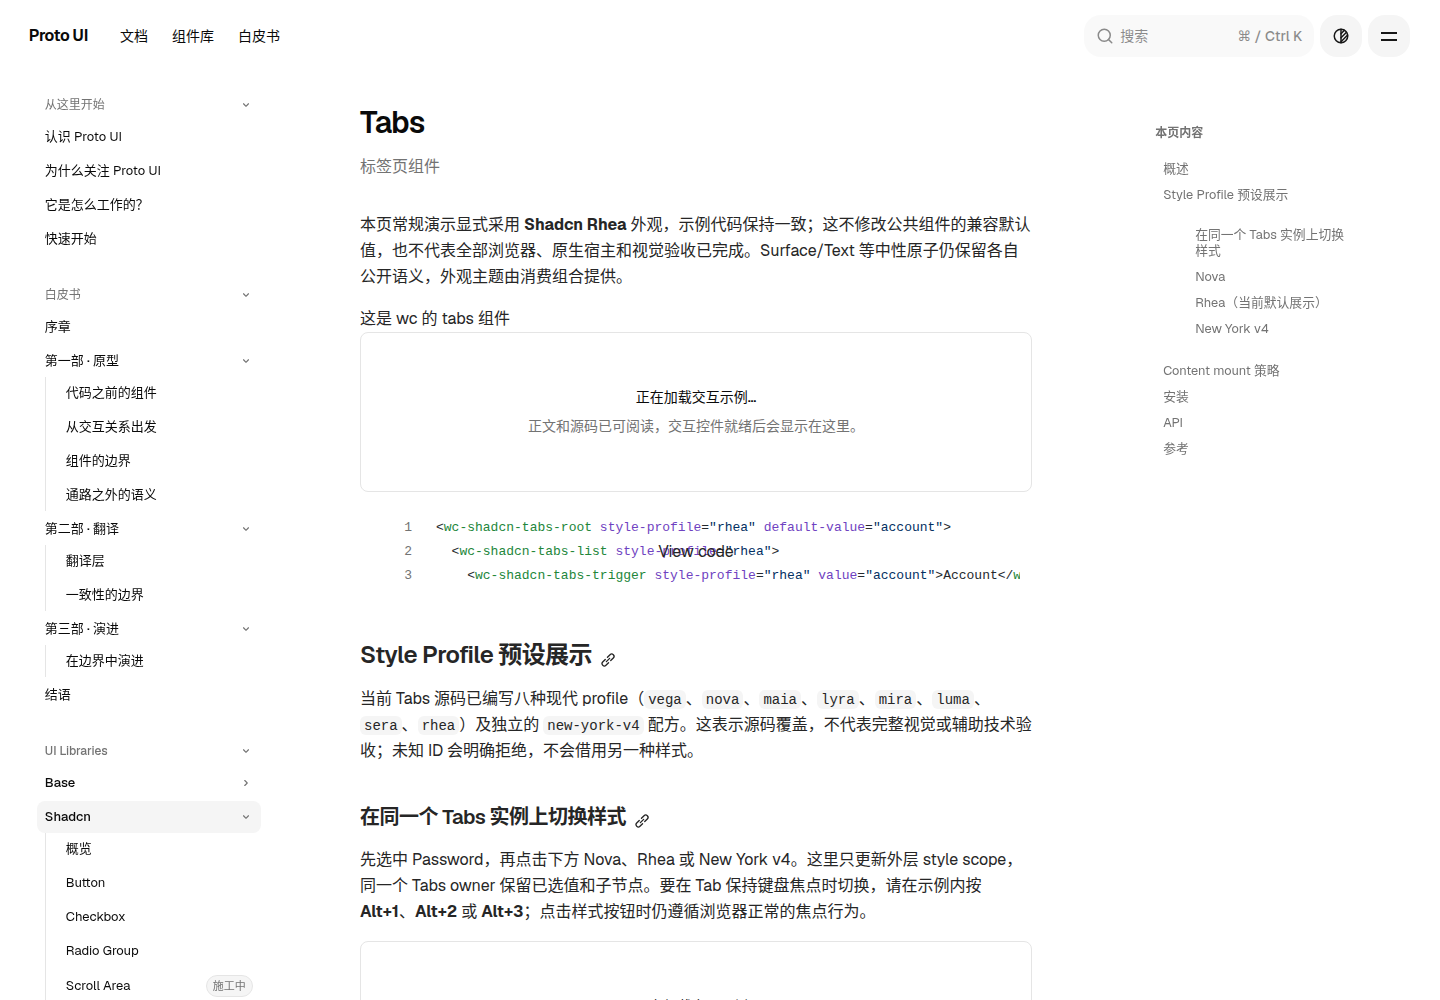 Proto UI
文档
组件库
白皮书
搜索
⌘ / Ctrl K
从这里开始
认识 Proto UI
为什么关注 Proto UI
它是怎么工作的？
快速开始
白皮书
序章
第一部 · 原型
代码之前的组件
从交互关系出发
组件的边界
通路之外的语义
第二部 · 翻译
翻译层
一致性的边界
第三部 · 演进
在边界中演进
结语
UI Libraries
Base
Shadcn
概览
Button
Checkbox
Radio Group
Scroll Area
施工中
Tabs
标签页组件
本页常规演示显式采用 Shadcn Rhea 外观，示例代码保持一致；这不修改公共组件的兼容默认
值，也不代表全部浏览器、原生宿主和视觉验收已完成。Surface/Text 等中性原子仍保留各自
公开语义，外观主题由消费组合提供。
这是 wc 的 tabs 组件
正在加载交互示例…
正文和源码已可阅读，交互控件就绪后会显示在这里。
1 <wc-shadcn-tabs-root style-profile="rhea" default-value="account">
2 <wc-shadcn-tabs-list style-profile="rhea">
View code
3 <wc-shadcn-tabs-trigger style-profile="rhea" value="account">Account</w
Style Profile 预设展示
当前 Tabs 源码已编写八种现代 profile（vega、nova、maia、lyra、mira、luma、
sera、rhea）及独立的 new-york-v4 配方。这表示源码覆盖，不代表完整视觉或辅助技术验
收；未知 ID 会明确拒绝，不会借用另一种样式。
在同一个 Tabs 实例上切换样式
先选中 Password，再点击下方 Nova、Rhea 或 New York v4。这里只更新外层 style scope，
同一个 Tabs owner 保留已选值和子节点。要在 Tab 保持键盘焦点时切换，请在示例内按
Alt+1、Alt+2 或 Alt+3；点击样式按钮时仍遵循浏览器正常的焦点行为。
本页内容
概述
Style Profile 预设展示
在同一个 Tabs 实例上切换
样式
Nova
Rhea（当前默认展示）
New York v4
Content mount 策略
安装
API
参考